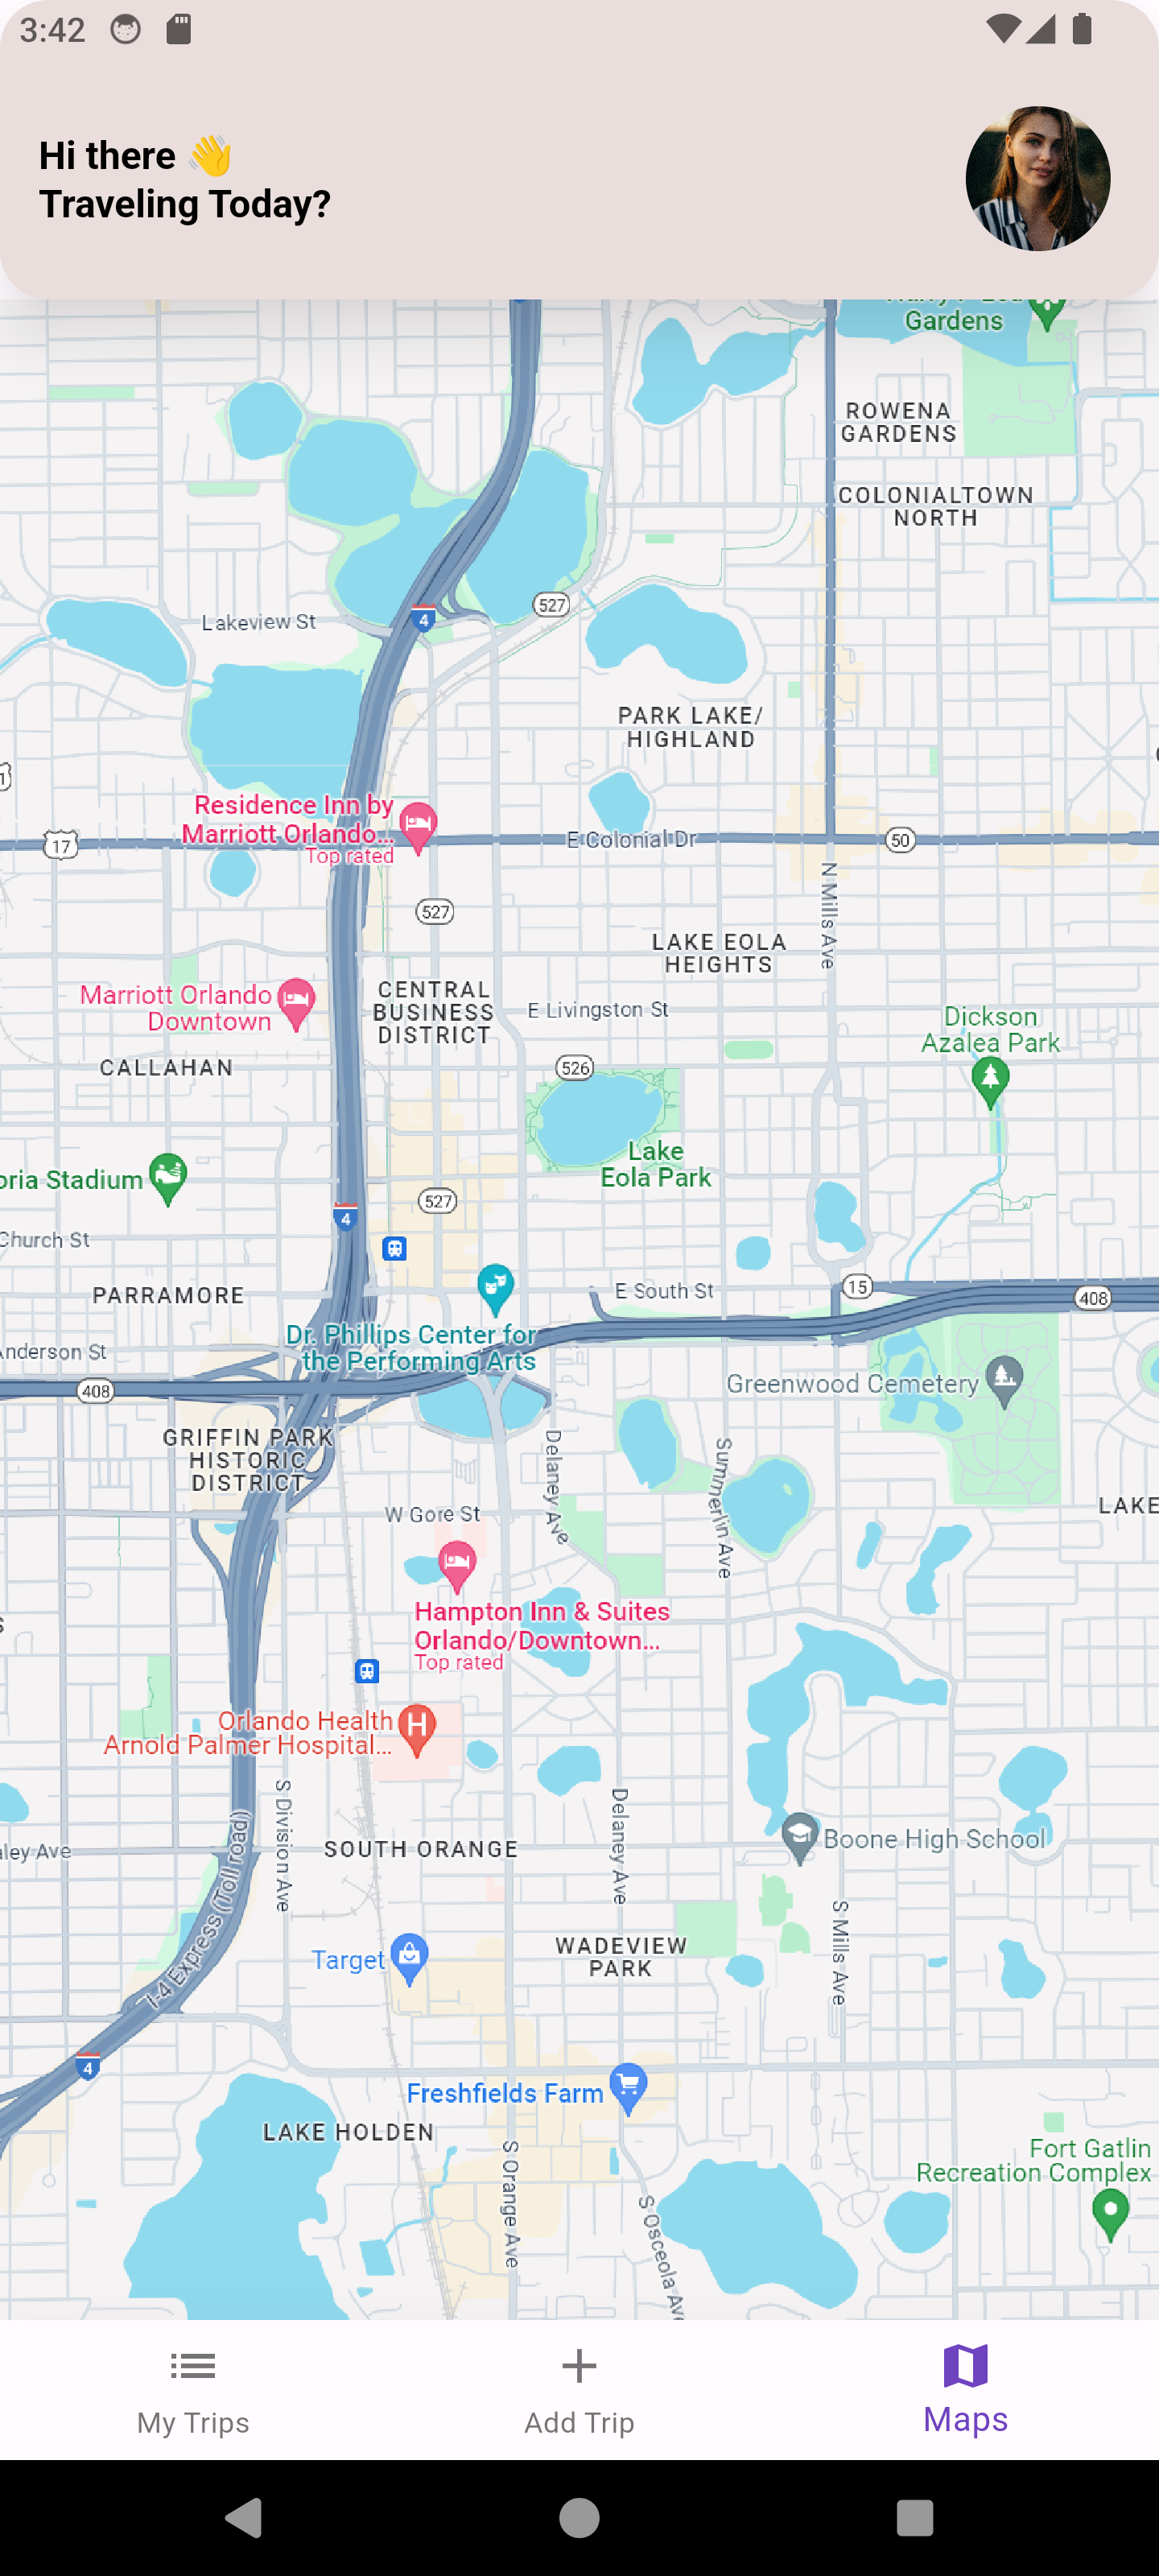 3:42
Hi there 👋
Traveling Today?
Gardens
ROWENA
GARDENS
COLONIALTOWN
NORTH
527
4
Lakeview St
PARK LAKE/
HIGHLAND
Residence Inn by
Marriott Orlando...
Top rated
17
E Colonial Dr
50
527
N Mills Ave
LAKE EOLA
HEIGHTS
Marriott Orlando
Downtown
CENTRAL
BUSINESS
DISTRICT
E Livingston St
Dickson
Azalea Park
CALLAHAN
526
Lake
Eola Park
oria Stadium
527
4
Church St
E South St
15
408
PARRAMORE
Dr. Phillips Center for
the Performing Arts
Anderson St
408
Greenwood Cemetery
GRIFFIN PARK
HISTORIC
DISTRICT
Delaney Ave
Summerlin Ave
W Gore St
LAKE
Hampton Inn & Suites
Orlando/Downtown...
Top rated
Orlando Health
Arnold Palmer Hospital...
H
S Division Ave
Delaney Ave
I-4 Express (Toll road)
aley Ave
SOUTH ORANGE
Boone High School
S Mills Ave
WADEVIEW
PARK
Target
4
Freshfields Farm
LAKE HOLDEN
S Orange Ave
S Osceola Ave
Fort Gatlin
Recreation Complex
My Trips
Add Trip
Maps